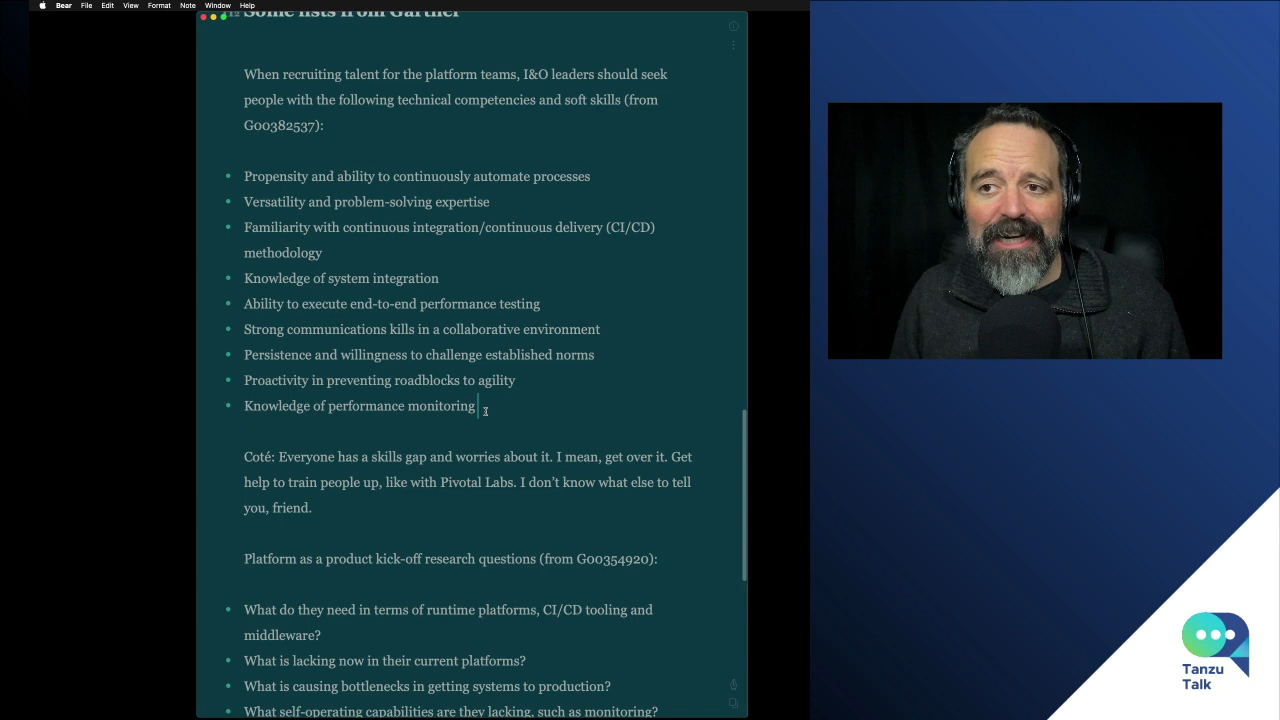 Bear File Edit View Format Note Window Help
H2 Some lists from Gartner
When recruiting talent for the platform teams, I&O leaders should seek
people with the following technical competencies and soft skills (from
G00382537):
• Propensity and ability to continuously automate processes
• Versatility and problem-solving expertise
• Familiarity with continuous integration/continuous delivery (CI/CD)
methodology
• Knowledge of system integration
• Ability to execute end-to-end performance testing
• Strong communications kills in a collaborative environment
• Persistence and willingness to challenge established norms
• Proactivity in preventing roadblocks to agility
• Knowledge of performance monitoring
Coté: Everyone has a skills gap and worries about it. I mean, get over it. Get
help to train people up, like with Pivotal Labs. I don’t know what else to tell
you, friend.
Platform as a product kick-off research questions (from G00354920):
• What do they need in terms of runtime platforms, CI/CD tooling and
middleware?
• What is lacking now in their current platforms?
• What is causing bottlenecks in getting systems to production?
• What self-operating capabilities are they lacking, such as monitoring?
Tanzu
Talk